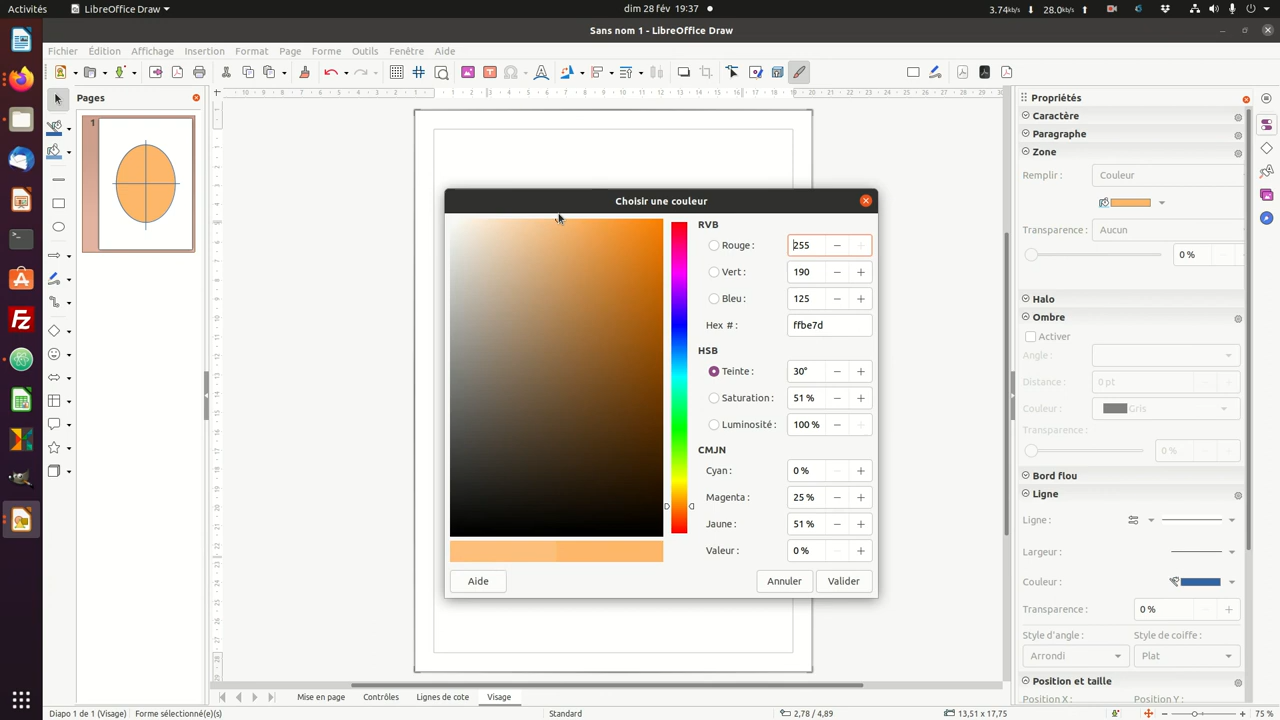 Activités
LibreOffice Draw
dim 28 fév 19:37
3.74kb/s
28.0kb/s
Sans nom 1 - LibreOffice Draw
Fichier Édition Affichage Insertion Format Page Forme Outils Fenêtre Aide
Pages
1
Propriétés
Caractère
Paragraphe
Zone
Remplir : Couleur
Transparence : Aucun
0 %
Halo
Ombre
Activer
Angle :
Distance : 0 pt
Couleur : Gris
Transparence :
0 %
Bord flou
Ligne
Ligne :
Largeur :
Couleur :
Transparence : 0 %
Style d'angle : Style de coiffe :
Arrondi Plat
Position et taille
Position X : Position Y :
Choisir une couleur
RVB
Rouge : 255
Vert : 190
Bleu : 125
Hex # : ffbe7d
HSB
Teinte : 30°
Saturation : 51 %
Luminosité : 100 %
CMJN
Cyan : 0 %
Magenta : 25 %
Jaune : 51 %
Valeur : 0 %
Aide Annuler Valider
Mise en page Contrôles Lignes de cote Visage
Diapo 1 de 1 (Visage) Forme sélectionné(e)(s) Standard 2,78 / 4,89 13,51 x 17,75 75 %